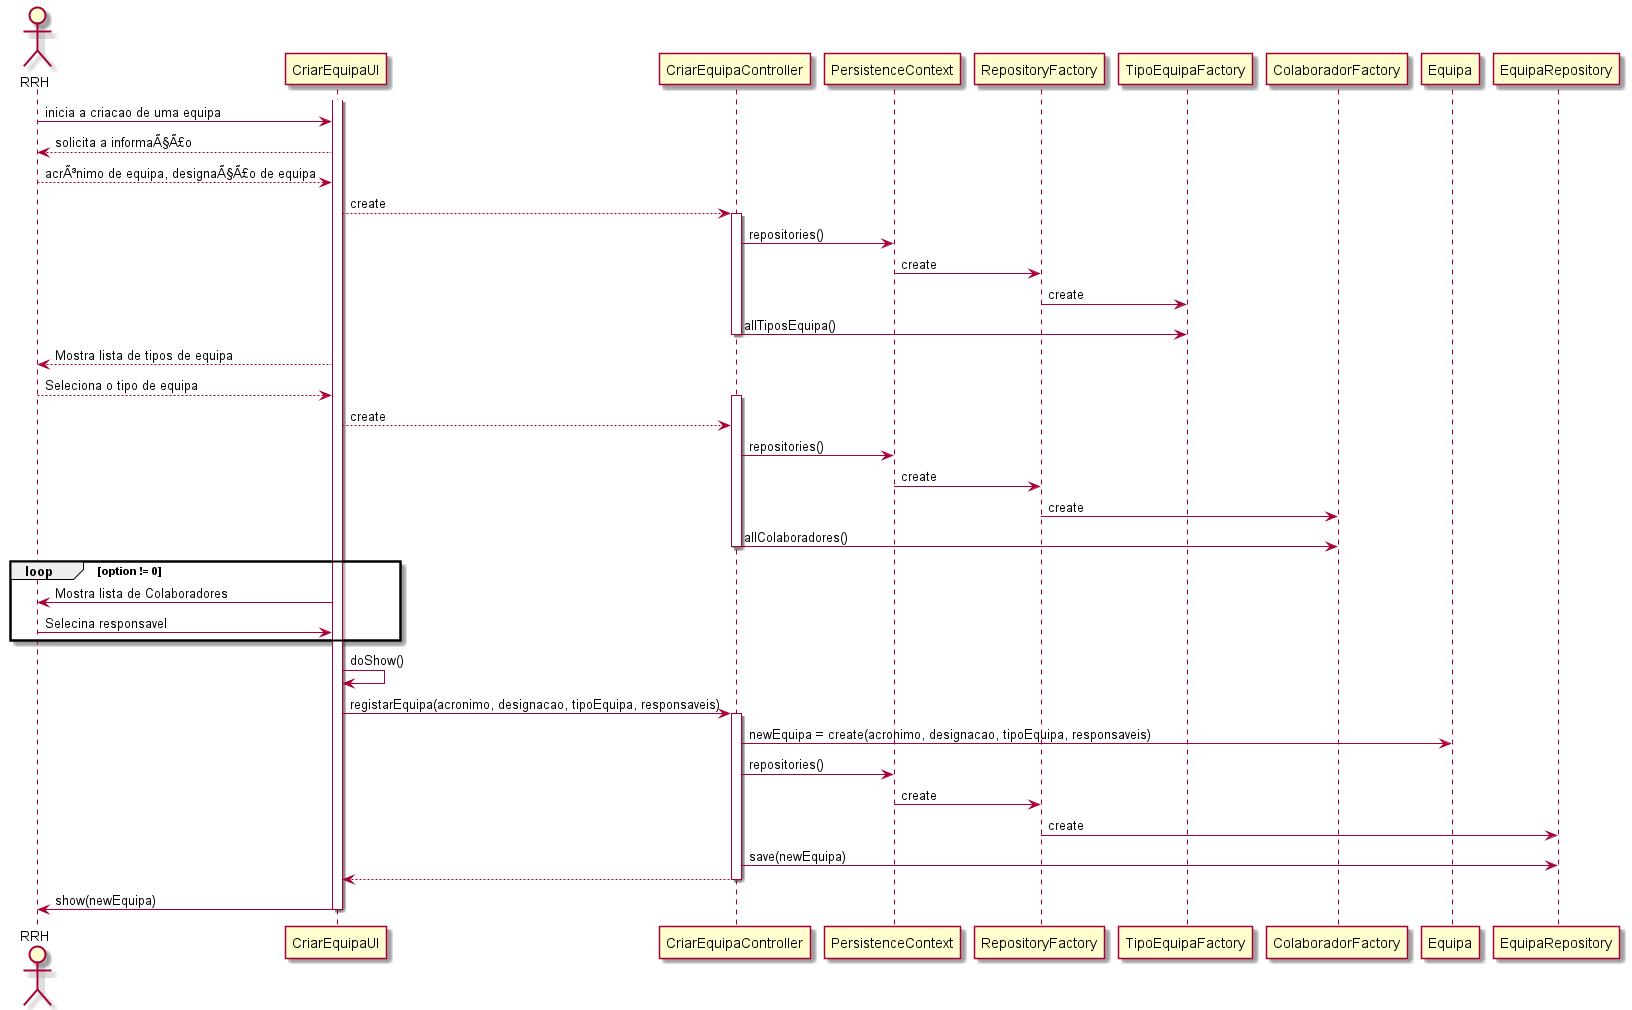 RRH
CriarEquipaUI
CriarEquipaController
PersistenceContext
RepositoryFactory
TipoEquipaFactory
ColaboradorFactory
Equipa
EquipaRepository
inicia a criacao de uma equipa
solicita a informaÃ§Ã£o
acrÃ³nimo de equipa, designaÃ§Ã£o de equipa
create
repositories()
create
create
allTiposEquipa()
Mostra lista de tipos de equipa
Seleciona o tipo de equipa
create
repositories()
create
create
allColaboradores()
loop [option != 0]
Mostra lista de Colaboradores
Selecina responsavel
doShow()
registarEquipa(acronimo, designacao, tipoEquipa, responsaveis)
newEquipa = create(acronimo, designacao, tipoEquipa, responsaveis)
repositories()
create
create
save(newEquipa)
show(newEquipa)
RRH
CriarEquipaUI
CriarEquipaController
PersistenceContext
RepositoryFactory
TipoEquipaFactory
ColaboradorFactory
Equipa
EquipaRepository